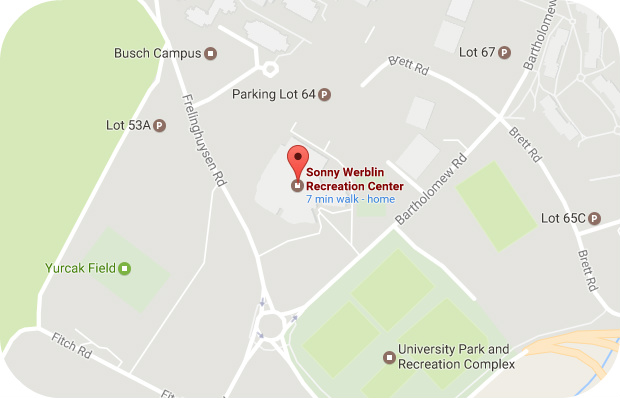 Bartholomew
Lot 67 P
Busch Campus
Brett Rd
Parking Lot 64 P
Frelinghuysen Rd
Lot 53A P
Brett Rd
Sonny Werblin
Recreation Center
7 min walk - home
Bartholomew Rd
Lot 65C P
Yurcak Field
Brett Rd
Fitch Rd
University Park and
Recreation Complex